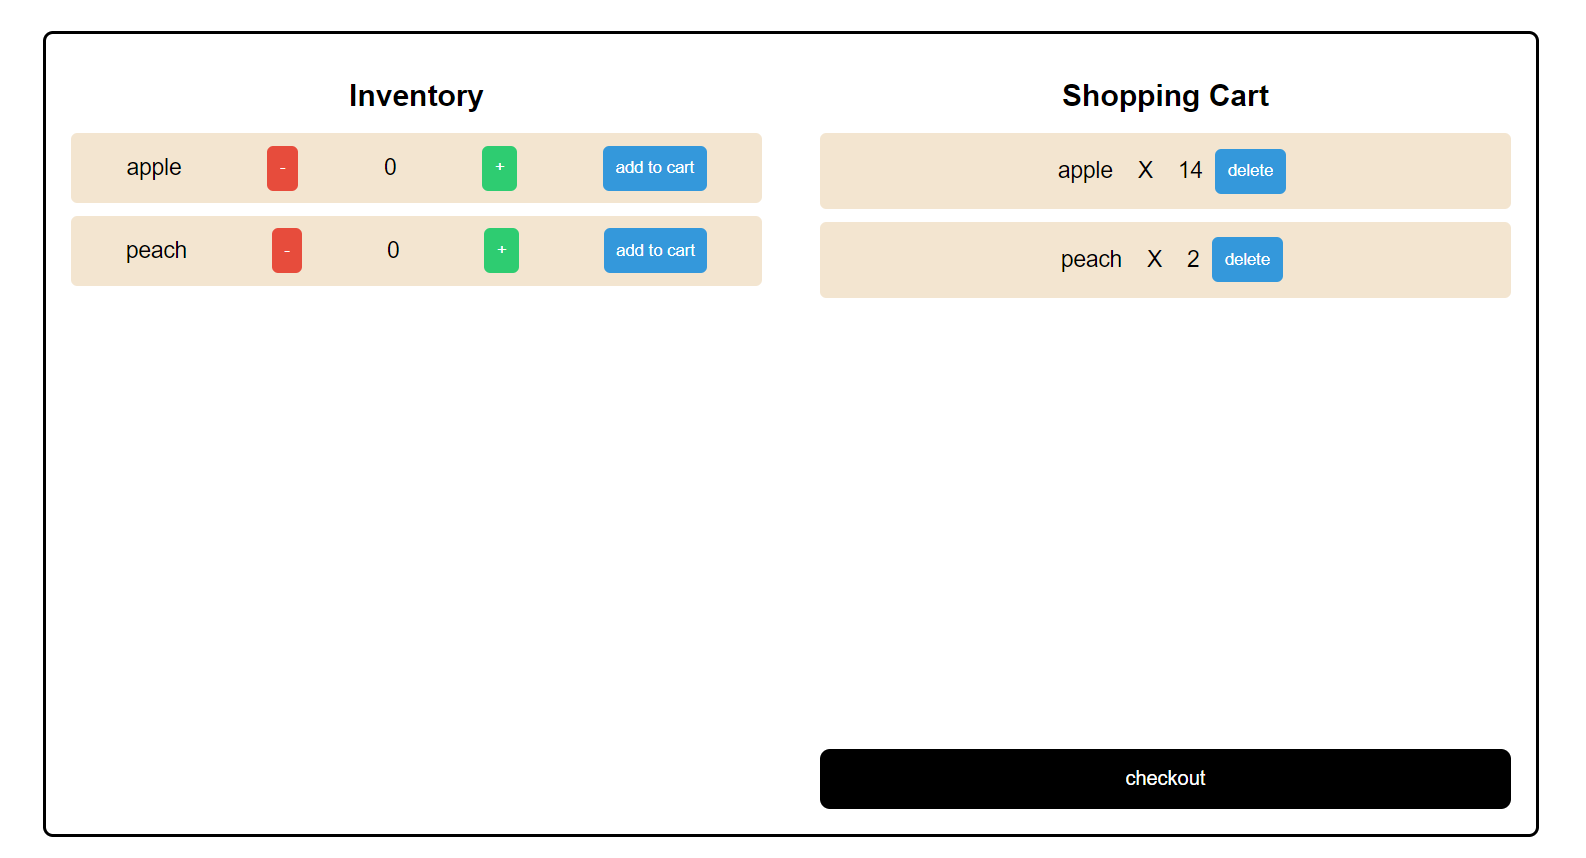 Inventory
apple - 0 + add to cart
peach - 0 + add to cart
Shopping Cart
apple X 14 delete
peach X 2 delete
checkout